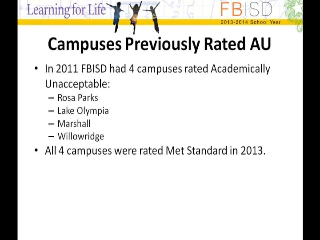 Learning for Life
FBISD
2013-2014 School Year
Campuses Previously Rated AU
• In 2011 FBISD had 4 campuses rated Academically
Unacceptable:
– Rosa Parks
– Lake Olympia
– Marshall
– Willowridge
• All 4 campuses were rated Met Standard in 2013.